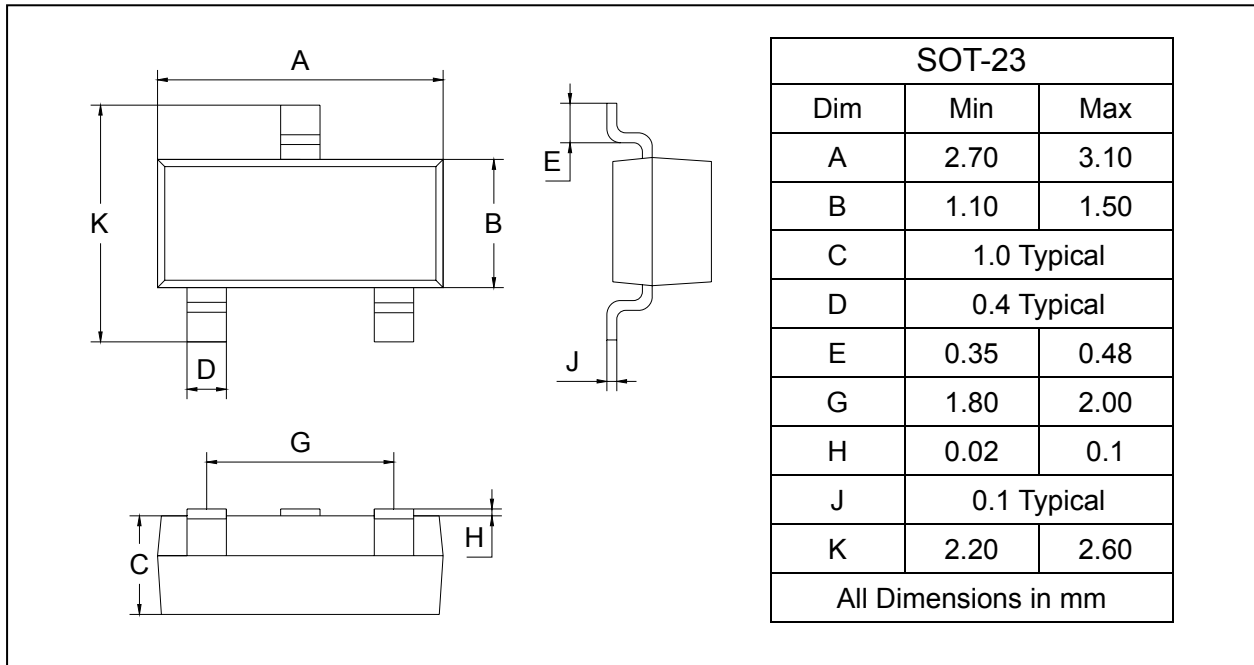 A
K
B
D
E
J
G
H
C
SOT-23
Dim Min Max
A 2.70 3.10
B 1.10 1.50
C 1.0 Typical
D 0.4 Typical
E 0.35 0.48
G 1.80 2.00
H 0.02 0.1
J 0.1 Typical
K 2.20 2.60
All Dimensions in mm